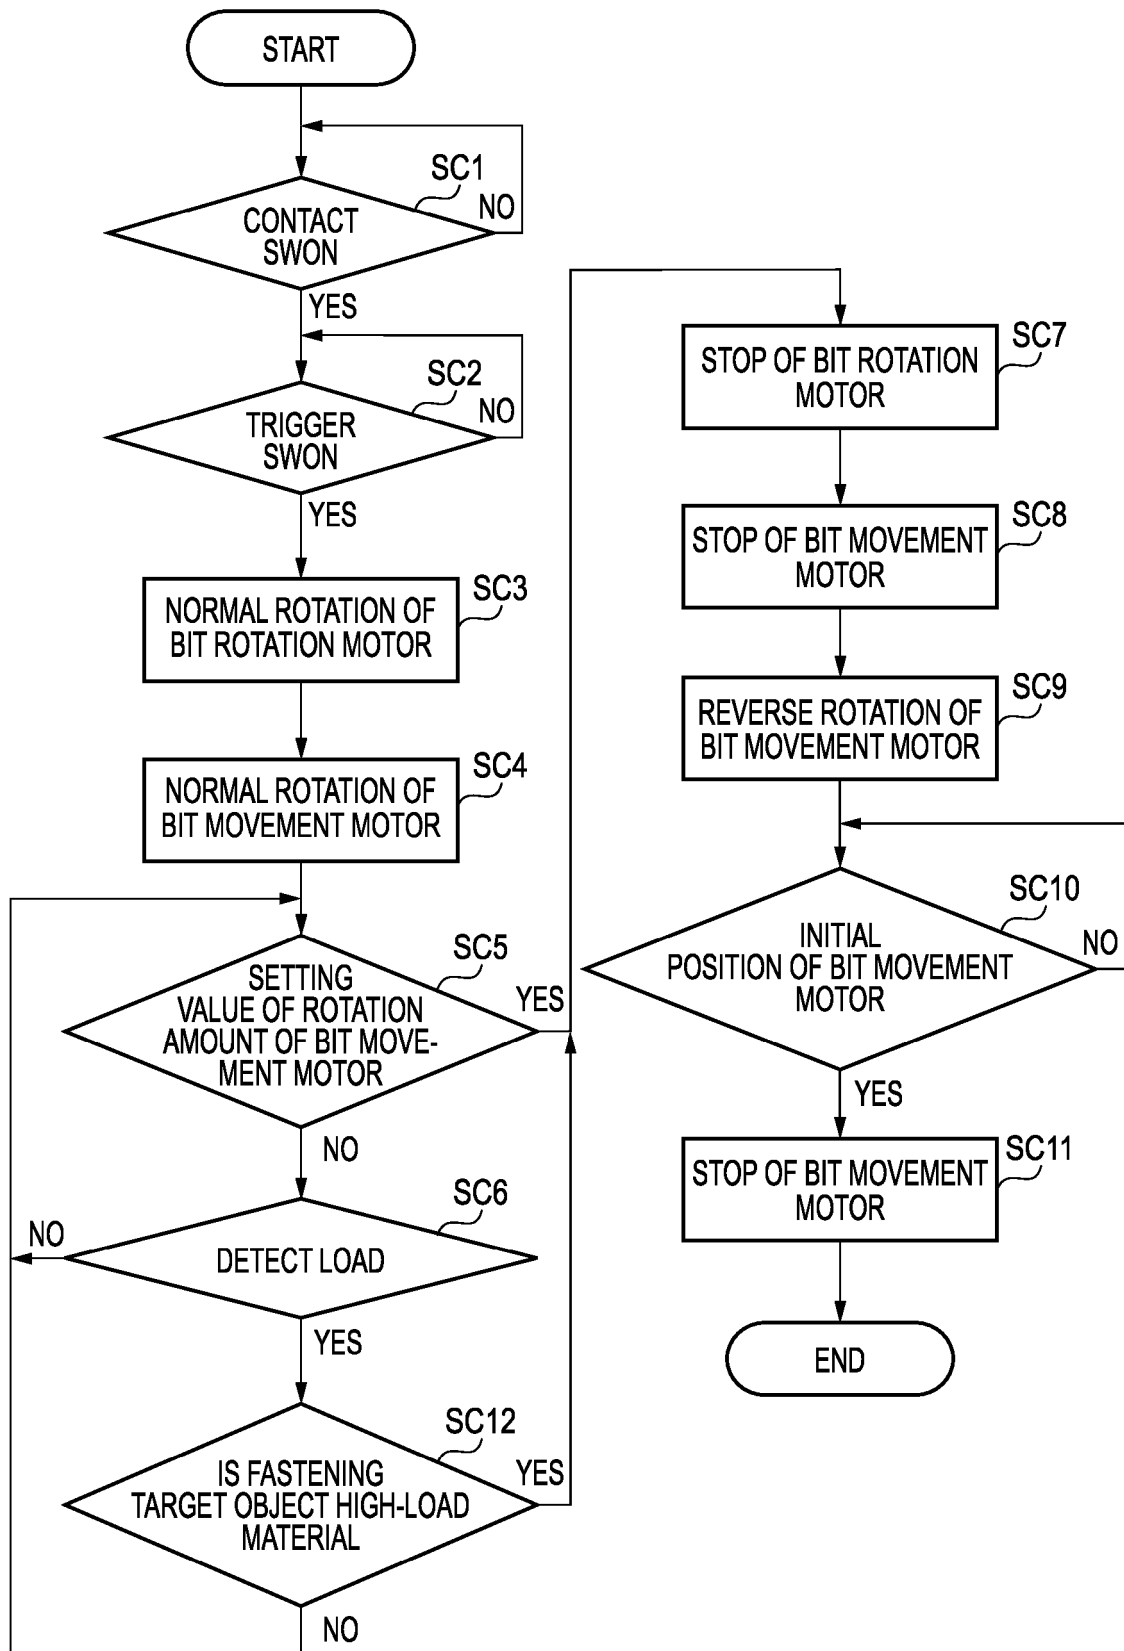 START
SC1
CONTACT
SWON
NO
YES
SC2
TRIGGER
SWON
NO
YES
SC3
NORMAL ROTATION OF
BIT ROTATION MOTOR
SC4
NORMAL ROTATION OF
BIT MOVEMENT MOTOR
SC5
SETTING
VALUE OF ROTATION
AMOUNT OF BIT MOVE-
MENT MOTOR
YES
NO
SC6
DETECT LOAD
NO
YES
SC12
IS FASTENING
TARGET OBJECT HIGH-LOAD
MATERIAL
YES
NO
SC7
STOP OF BIT ROTATION
MOTOR
SC8
STOP OF BIT MOVEMENT
MOTOR
SC9
REVERSE ROTATION OF
BIT MOVEMENT MOTOR
SC10
INITIAL
POSITION OF BIT MOVEMENT
MOTOR
NO
YES
SC11
STOP OF BIT MOVEMENT
MOTOR
END